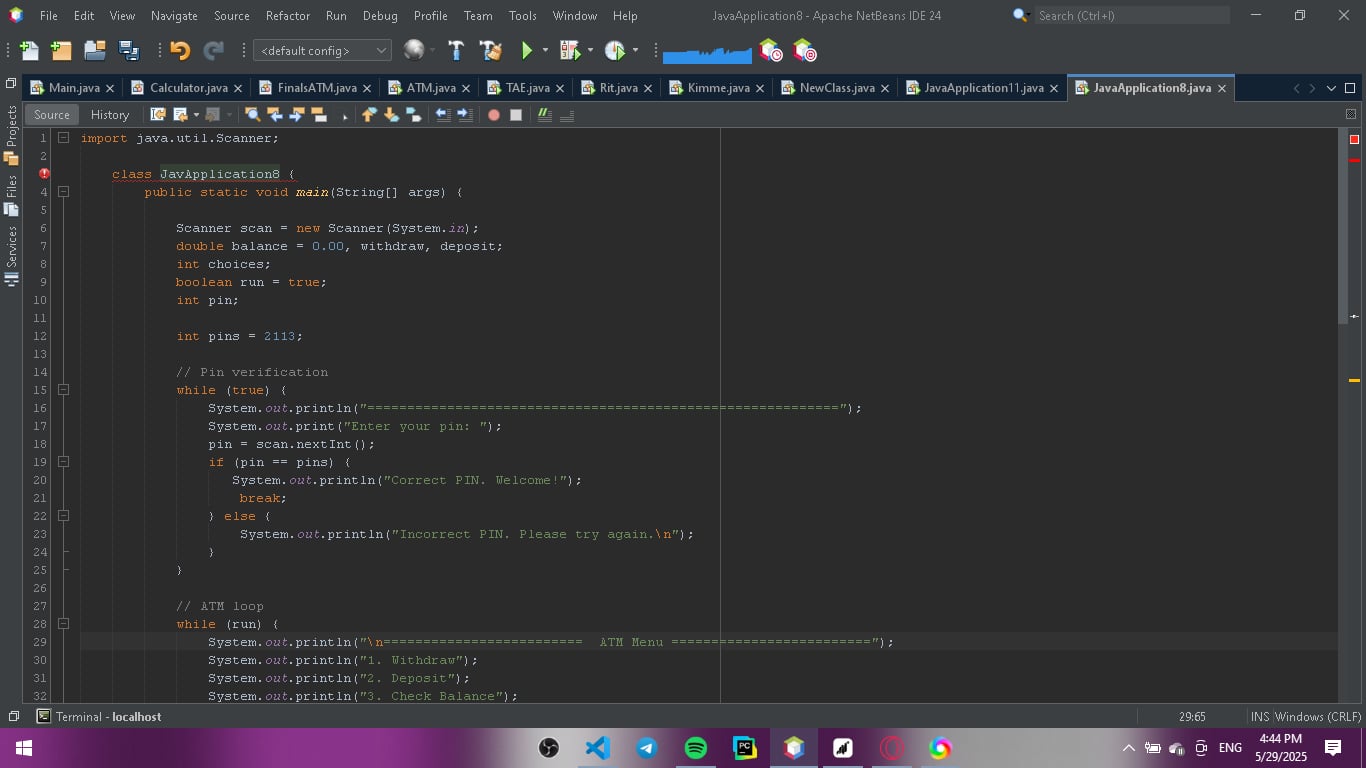 File Edit View Navigate Source Refactor Run Debug Profile Team Tools Window Help JavaApplication8 - Apache NetBeans IDE 24 Search (Ctrl+I)
<default config>
Main.java Calculator.java FinalsATM.java ATM.java TAE.java Rit.java Kimme.java NewClass.java JavaApplication11.java JavaApplication8.java
Source History
Projects
Files
Services
1 import java.util.Scanner;
2
class JavApplication8 {
4 public static void main(String[] args) {
5
6 Scanner scan = new Scanner(System.in);
7 double balance = 0.00, withdraw, deposit;
8 int choices;
9 boolean run = true;
10 int pin;
11
12 int pins = 2113;
13
14 // Pin verification
15 while (true) {
16 System.out.println("===========================================================");
17 System.out.print("Enter your pin: ");
18 pin = scan.nextInt();
19 if (pin == pins) {
20 System.out.println("Correct PIN. Welcome!");
21 break;
22 } else {
23 System.out.println("Incorrect PIN. Please try again.\n");
24 }
25 }
26
27 // ATM loop
28 while (run) {
29 System.out.println("\n=========================  ATM Menu =========================");
30 System.out.println("1. Withdraw");
31 System.out.println("2. Deposit");
32 System.out.println("3. Check Balance");
Terminal - localhost 29:65 INS Windows (CRLF)
PC ENG 4:44 PM
5/29/2025